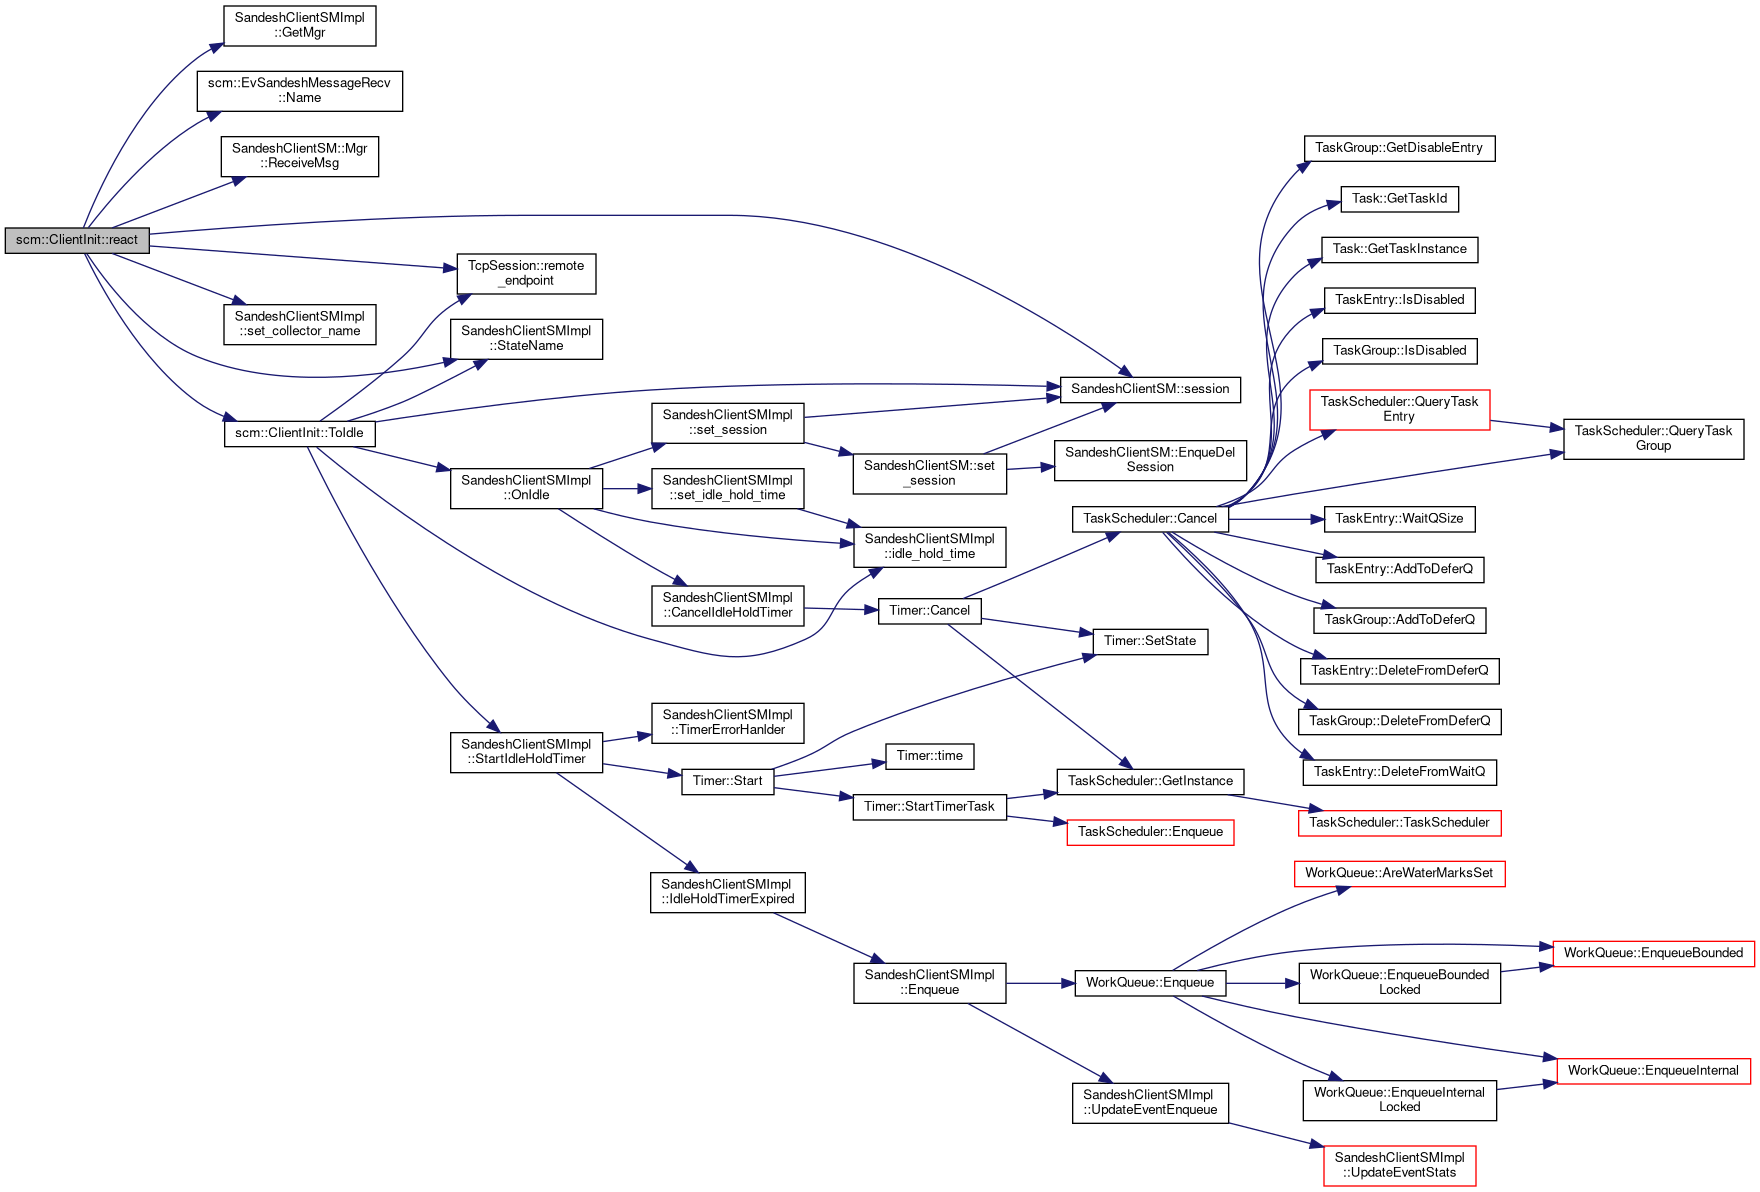 SandeshClientSMImpl
::GetMgr
scm::EvSandeshMessageRecv
::Name
SandeshClientSM::Mgr
::ReceiveMsg
scm::ClientInit::react
SandeshClientSMImpl
::set_collector_name
scm::ClientInit::ToIdle
TcpSession::remote
_endpoint
SandeshClientSMImpl
::StateName
SandeshClientSMImpl
::OnIdle
SandeshClientSMImpl
::StartIdleHoldTimer
SandeshClientSMImpl
::set_session
SandeshClientSMImpl
::set_idle_hold_time
SandeshClientSMImpl
::CancelIdleHoldTimer
SandeshClientSMImpl
::TimerErrorHanlder
Timer::Start
SandeshClientSMImpl
::IdleHoldTimerExpired
SandeshClientSM::set
_session
SandeshClientSMImpl
::idle_hold_time
Timer::Cancel
Timer::time
Timer::StartTimerTask
SandeshClientSMImpl
::Enqueue
SandeshClientSM::session
SandeshClientSM::EnqueDel
Session
TaskScheduler::Cancel
Timer::SetState
TaskScheduler::GetInstance
TaskScheduler::Enqueue
WorkQueue::Enqueue
SandeshClientSMImpl
::UpdateEventEnqueue
TaskGroup::GetDisableEntry
Task::GetTaskId
Task::GetTaskInstance
TaskEntry::IsDisabled
TaskGroup::IsDisabled
TaskScheduler::QueryTask
Entry
TaskEntry::WaitQSize
TaskEntry::AddToDeferQ
TaskGroup::AddToDeferQ
TaskEntry::DeleteFromDeferQ
TaskGroup::DeleteFromDeferQ
TaskEntry::DeleteFromWaitQ
TaskScheduler::TaskScheduler
WorkQueue::AreWaterMarksSet
WorkQueue::EnqueueBounded
Locked
WorkQueue::EnqueueInternal
Locked
SandeshClientSMImpl
::UpdateEventStats
TaskScheduler::QueryTask
Group
WorkQueue::EnqueueBounded
WorkQueue::EnqueueInternal